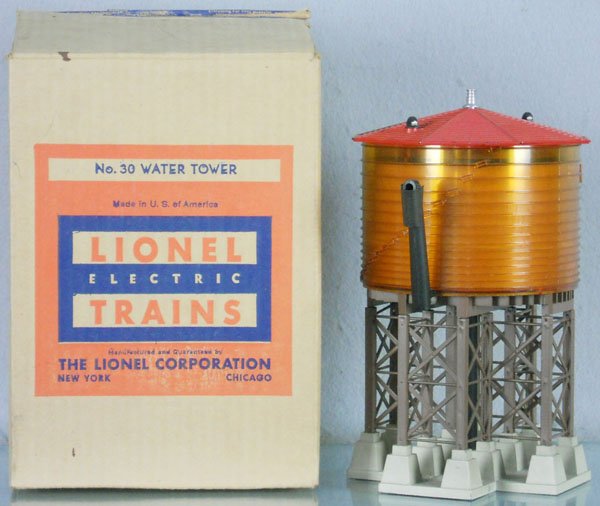 No. 30 WATER TOWER
Made in U. S. of America
LIONEL
ELECTRIC
TRAINS
Manufactured and Guaranteed by
THE LIONEL CORPORATION
NEW YORK CHICAGO